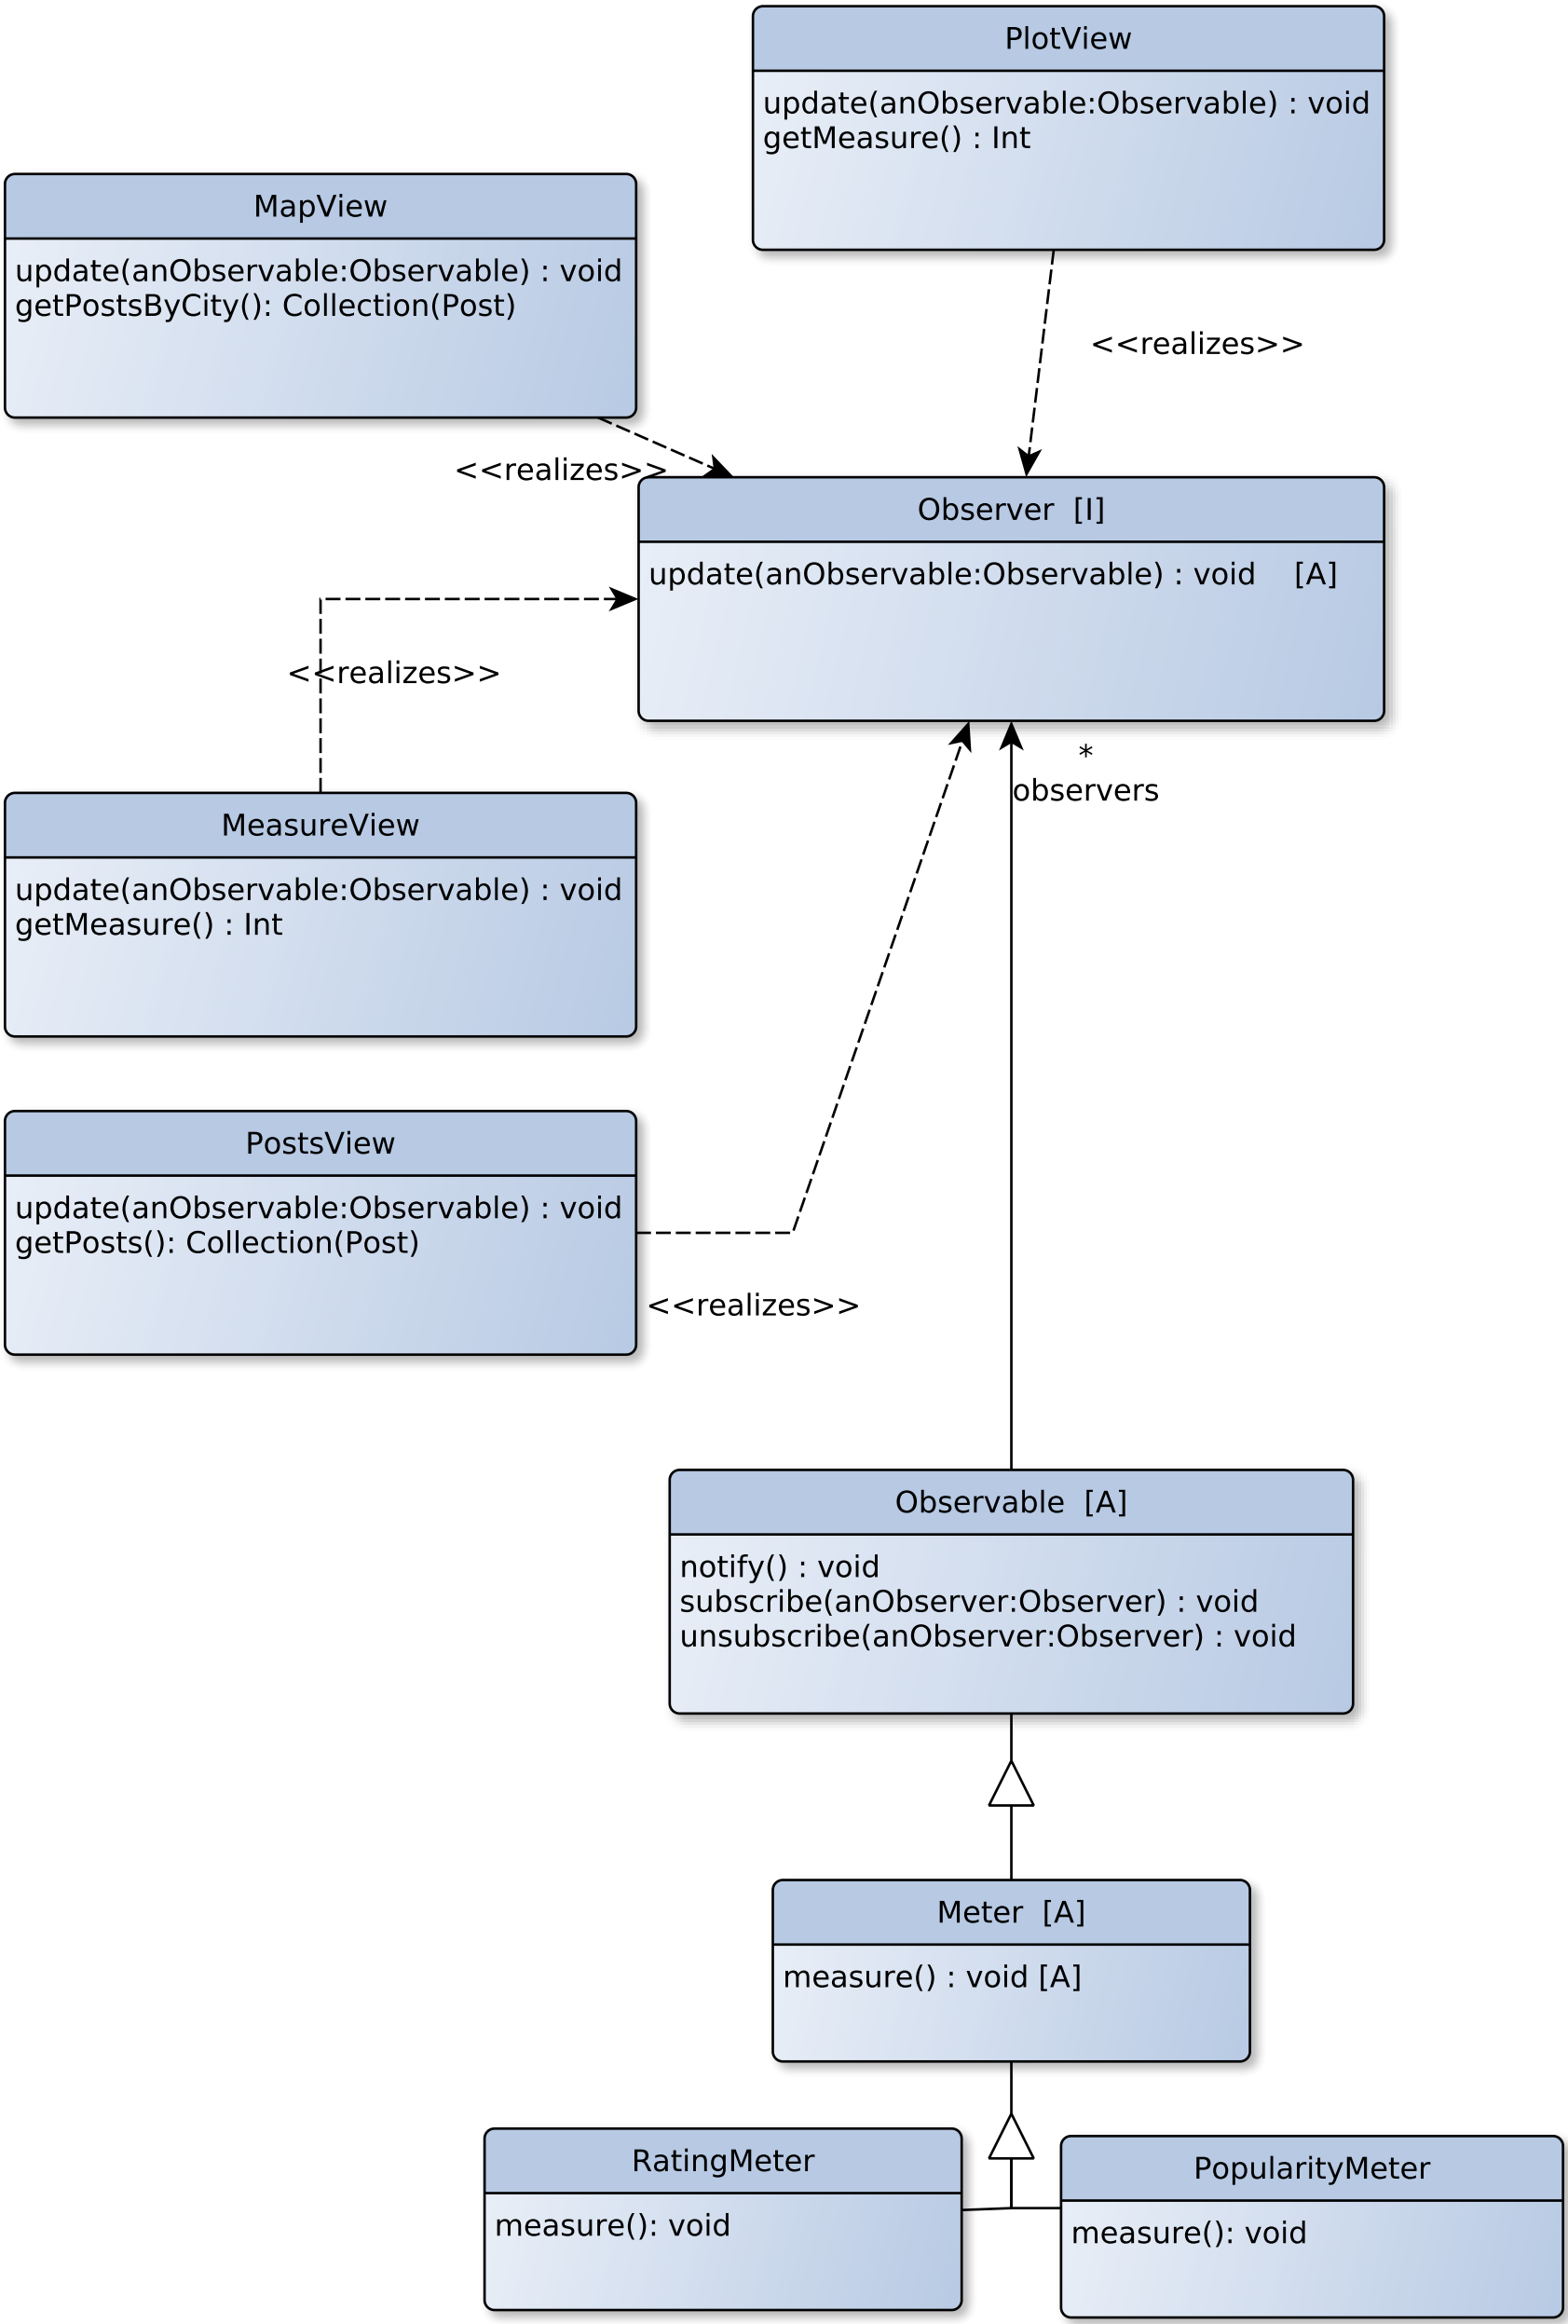 PlotView
update(anObservable:Observable) : void
getMeasure() : Int
MapView
update(anObservable:Observable) : void
getPostsByCity(): Collection(Post)
<<realizes>>
<<realizes>>
Observer [I]
update(anObservable:Observable) : void [A]
<<realizes>>
*
observers
MeasureView
update(anObservable:Observable) : void
getMeasure() : Int
PostsView
update(anObservable:Observable) : void
getPosts(): Collection(Post)
<<realizes>>
Observable [A]
notify() : void
subscribe(anObserver:Observer) : void
unsubscribe(anObserver:Observer) : void
Meter [A]
measure() : void [A]
RatingMeter
measure(): void
PopularityMeter
measure(): void